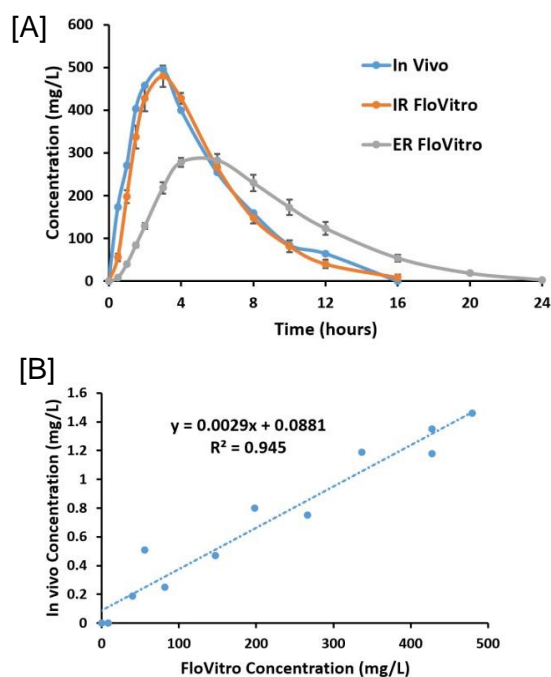 [A]
600
500
400
300
200
100
0
Concentration (mg/L)
In Vivo
IR FloVitro
ER FloVitro
0 4 8 12 16 20 24
Time (hours)
[B]
1.6
1.4
1.2
1
0.8
0.6
0.4
0.2
0
In vivo Concentration (mg/L)
y = 0.0029x + 0.0881
R² = 0.945
0 100 200 300 400 500
FloVitro Concentration (mg/L)